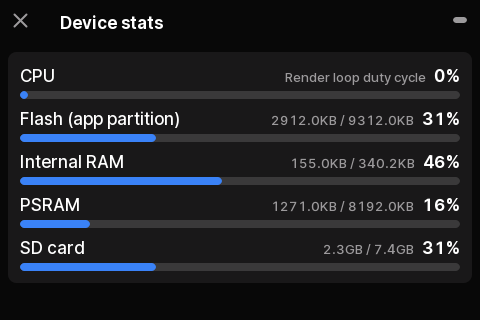 Device stats
CPU Render loop duty cycle 0%
Flash (app partition) 2912.0KB / 9312.0KB 31%
Internal RAM 155.0KB / 340.2KB 46%
PSRAM 1271.0KB / 8192.0KB 16%
SD card 2.3GB / 7.4GB 31%